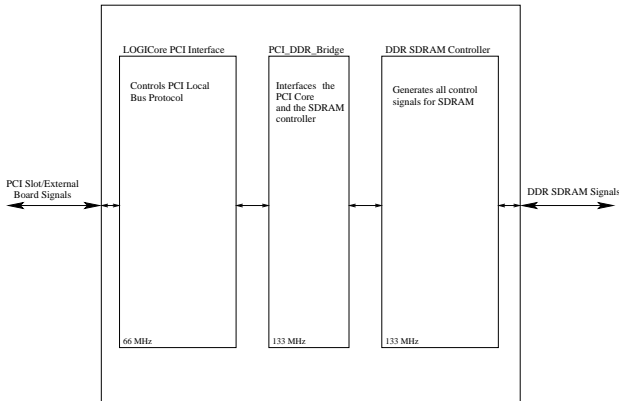 LOGICore PCI Interface
PCI_DDR_Bridge
DDR SDRAM Controller
Controls PCI Local
Bus Protocol
Interfaces the
PCI Core
and the SDRAM
controller
Generates all control
signals for SDRAM
PCI Slot/External
Board Signals
DDR SDRAM Signals
66 MHz
133 MHz
133 MHz